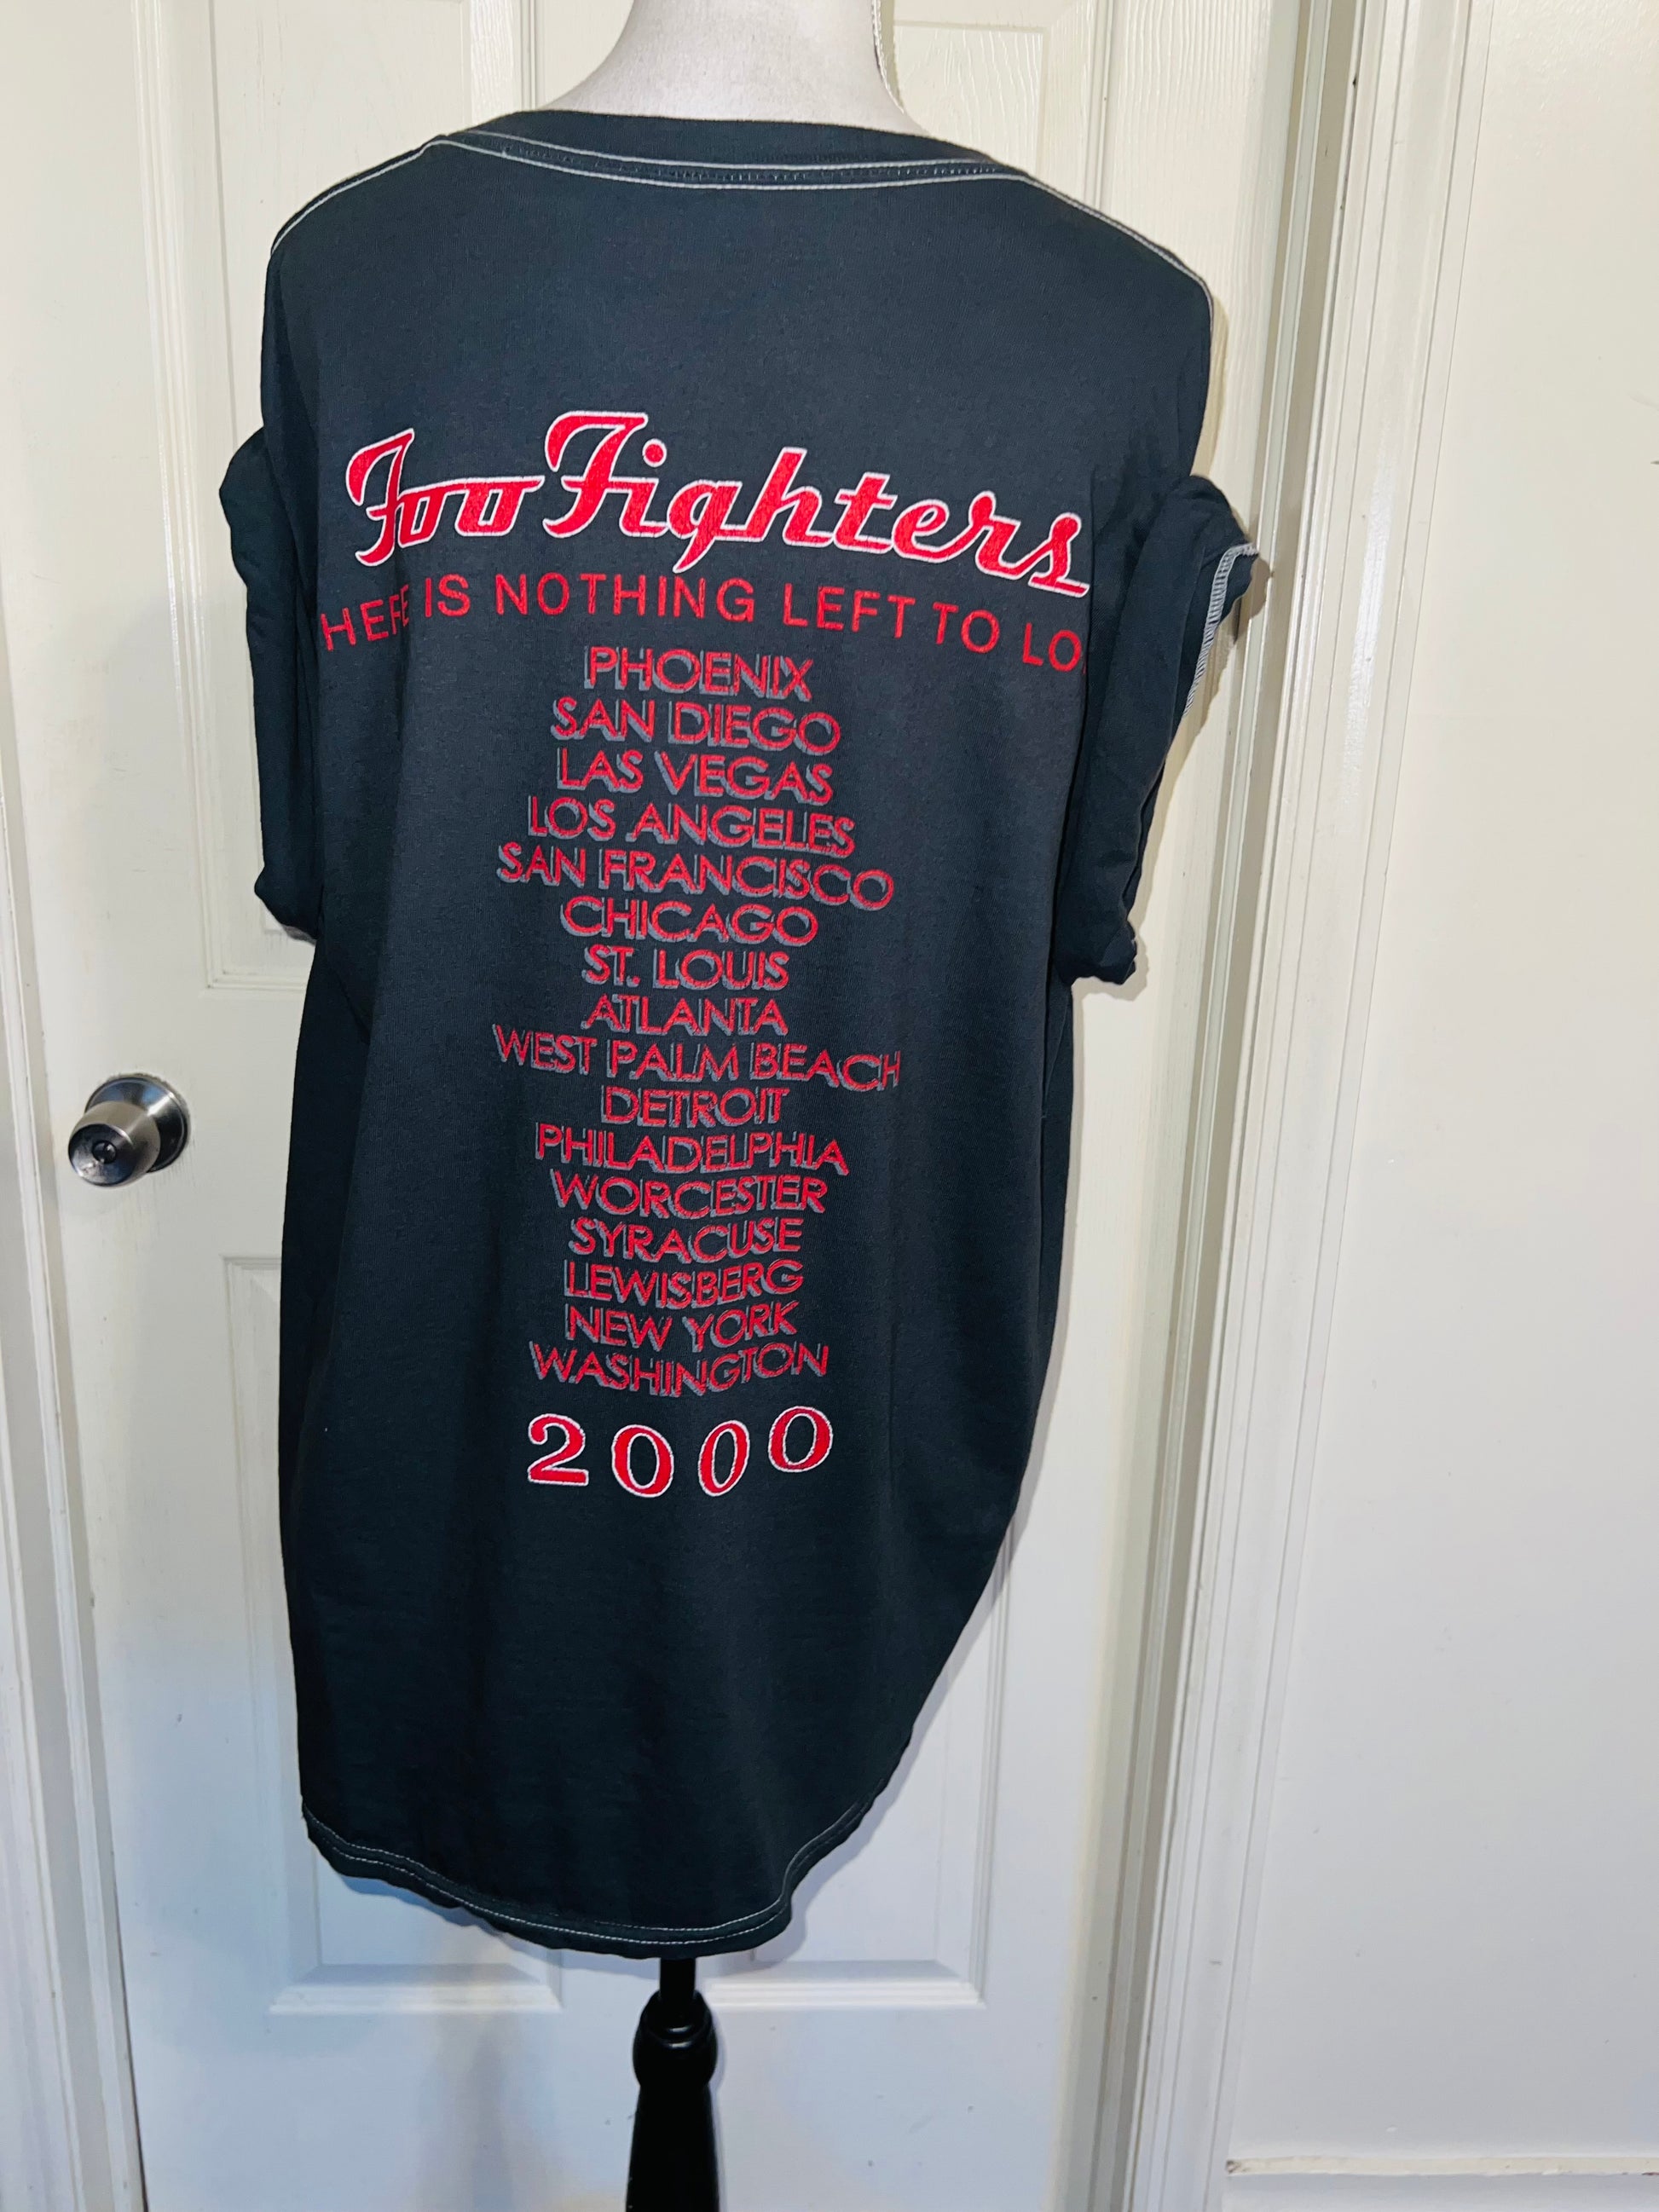 Foo Fighters
HERE IS NOTHING LEFT TO LO
PHOENIX
SAN DIEGO
LAS VEGAS
LOS ANGELES
SAN FRANCISCO
CHICAGO
ST. LOUIS
ATLANTA
WEST PALM BEACH
DETROIT
PHILADELPHIA
WORCESTER
SYRACUSE
LEWISBERG
NEW YORK
WASHINGTON
2000